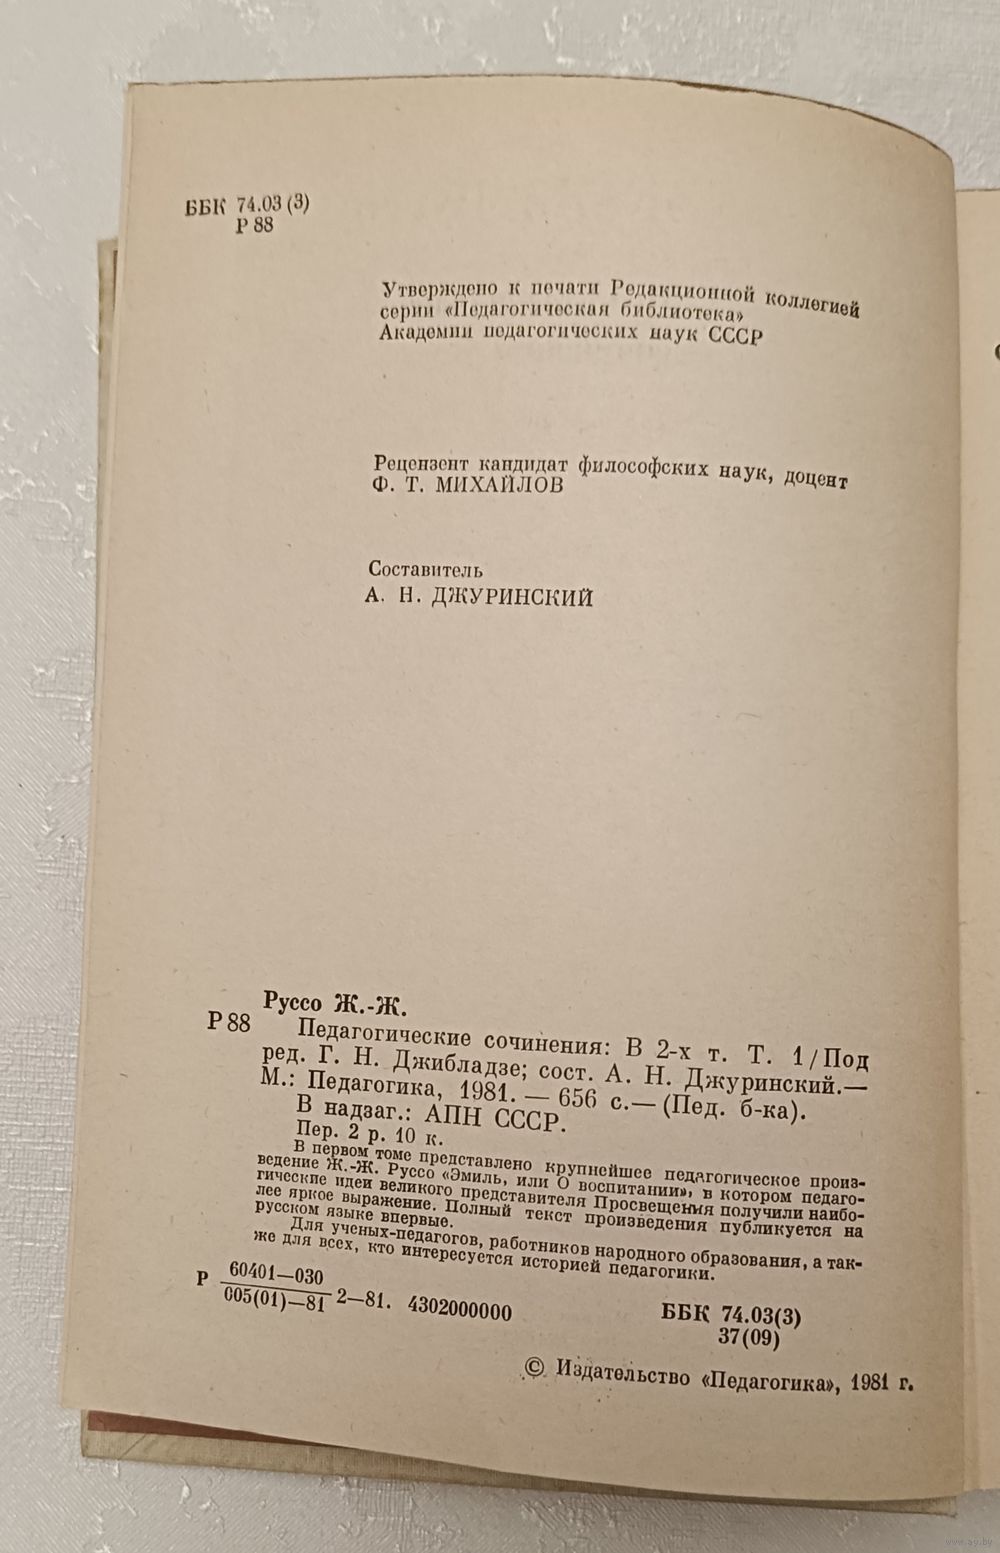 ББК 74.03 (3)
Р 88
Утверждено к печати Редакционной коллегией
серии «Педагогическая библиотека»
Академии педагогических наук СССР
Рецензент кандидат философских наук, доцент
Ф. Т. МИХАЙЛОВ
Составитель
А. Н. ДЖУРИНСКИЙ
Руссо Ж.-Ж.
Р 88 Педагогические сочинения: В 2-х т. Т. 1/Под
ред. Г. Н. Джибладзе; сост. А. Н. Джуринский.—
М.: Педагогика, 1981. — 656 с.— (Пед. б-ка).
В надзаг.: АПН СССР.
Пер. 2 р. 10 к.
В первом томе представлено крупнейшее педагогическое произ-
ведение Ж.-Ж. Руссо «Эмиль, или О воспитании», в котором педаго-
гические идеи великого представителя Просвещения получили наибо-
лее яркое выражение. Полный текст произведения публикуется на
русском языке впервые.
Для ученых-педагогов, работников народного образования, а так-
же для всех, кто интересуется историей педагогики.
60401—030
Р 2—81. 4302000000
005(01)—81
ББК 74.03(3)
37(09)
© Издательство «Педагогика», 1981 г.
www.ay.by